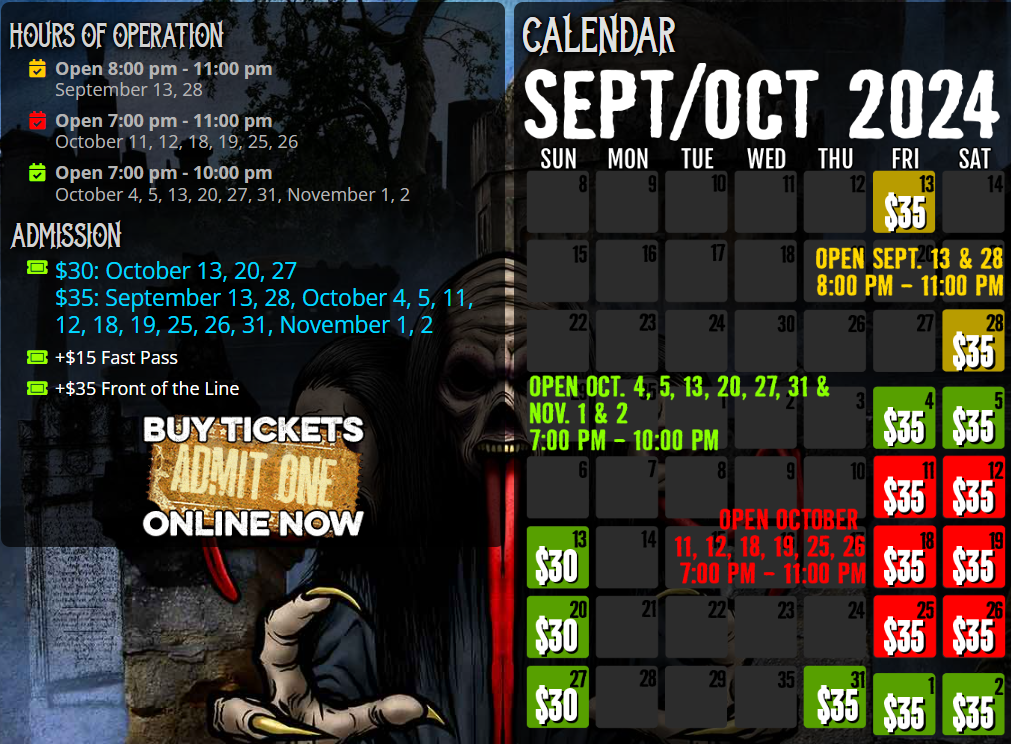 HOURS OF OPERATION
Open 8:00 pm - 11:00 pm
September 13, 28
Open 7:00 pm - 11:00 pm
October 11, 12, 18, 19, 25, 26
Open 7:00 pm - 10:00 pm
October 4, 5, 13, 20, 27, 31, November 1, 2
ADMISSION
$30: October 13, 20, 27
$35: September 13, 28, October 4, 5, 11,
12, 18, 19, 25, 26, 31, November 1, 2
+$15 Fast Pass
+$35 Front of the Line
BUY TICKETS
ADMIT ONE
ONLINE NOW
CALENDAR
SEPT/OCT 2024
SUN MON TUE WED THU FRI SAT
8 9 10 11 12 13 14
$35
15 16 17 18
OPEN SEPT. 13 & 28
8:00 PM – 11:00 PM
22 23 24 30 26 27 28
$35
OPEN OCT. 4, 5, 13, 20, 27, 31 &
NOV. 1 & 2
7:00 PM – 10:00 PM
2 3 4 5
$35 $35
6 7 8 9 10 11 12
$35 $35
OPEN OCTOBER
11, 12, 18, 19, 25, 26
7:00 PM – 11:00 PM
13 14 18 19
$30 $35 $35
20 21 22 23 24 25 26
$30 $35 $35
27 28 29 35 31 1 2
$30 $35 $35 $35